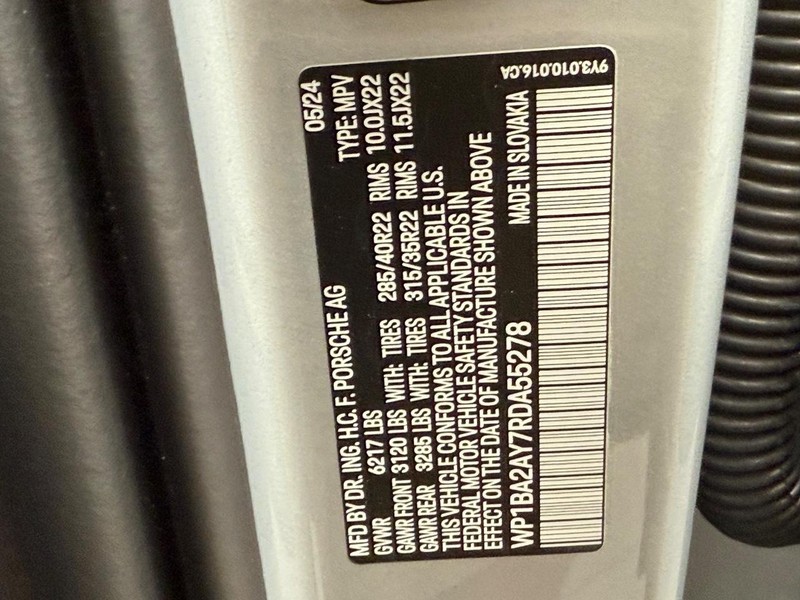 MFD BY DR. ING. H.C. F. PORSCHE AG 05/24
GVWR 6217 LBS TYPE: MPV
GAWR FRONT 3120 LBS WITH: TIRES 285/40R22 RIMS 10.0JX22
GAWR REAR 3285 LBS WITH: TIRES 315/35R22 RIMS 11.5JX22
THIS VEHICLE CONFORMS TO ALL APPLICABLE U.S.
FEDERAL MOTOR VEHICLE SAFETY STANDARDS IN
EFFECT ON THE DATE OF MANUFACTURE SHOWN ABOVE
WP1BA2AY7RDA55278 MADE IN SLOVAKIA
9Y3.010.016.CA